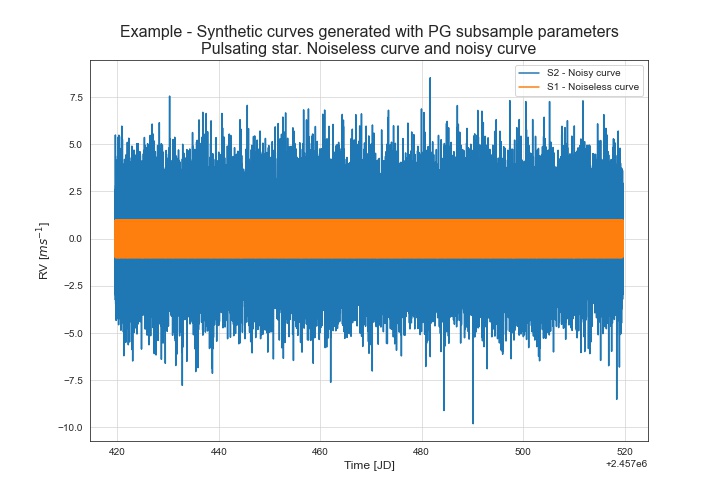 Example - Synthetic curves generated with PG subsample parameters
Pulsating star. Noiseless curve and noisy curve
S2 - Noisy curve
S1 - Noiseless curve
RV [ms⁻¹]
7.5
5.0
2.5
0.0
−2.5
−5.0
−7.5
−10.0
420 440 460 480 500 520
Time [JD]
+2.457e6